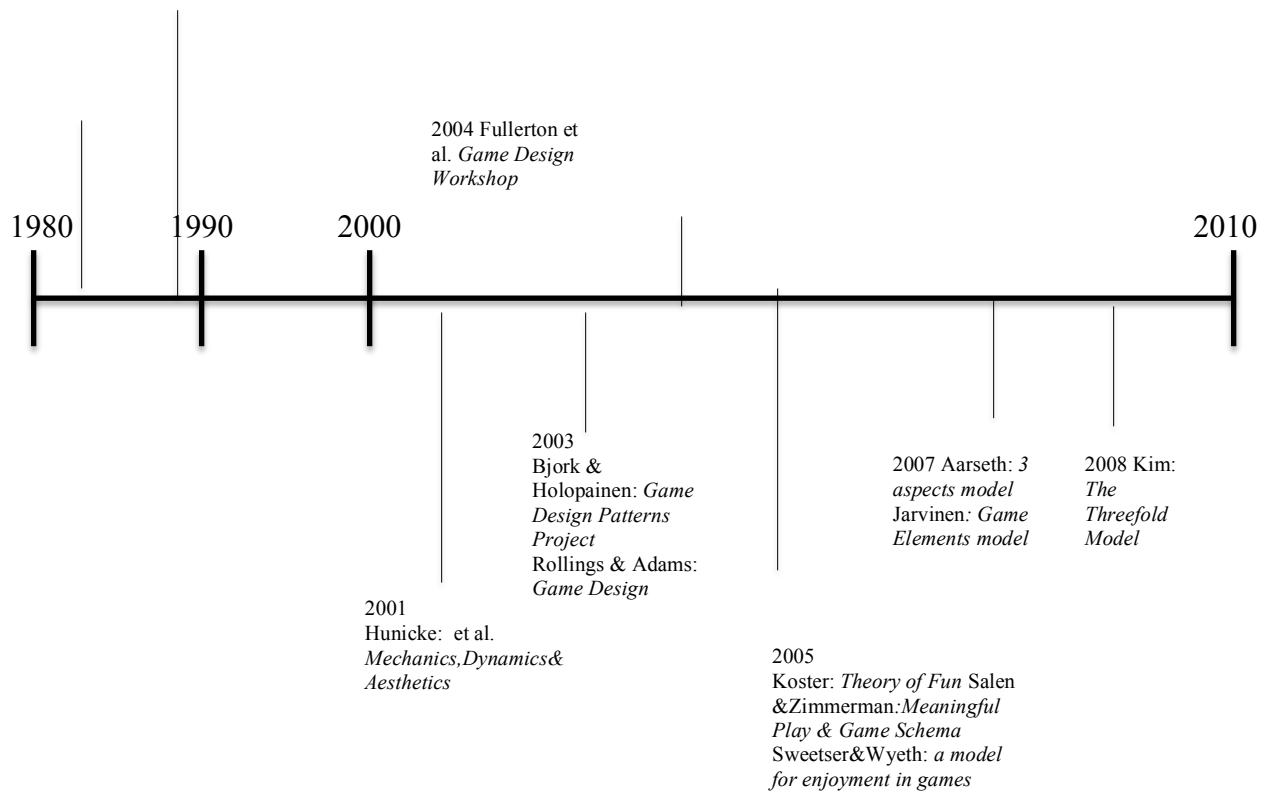 2004 Fullerton et
al. Game Design
Workshop
1980
1990
2000
2010
2003
Bjork &
Holopainen: Game
Design Patterns
Project
Rollings & Adams:
Game Design
2007 Aarseth: 3
aspects model
Jarvinen: Game
Elements model
2008 Kim:
The
Threefold
Model
2001
Hunicke:  et al.
Mechanics,Dynamics&
Aesthetics
2005
Koster: Theory of Fun Salen
&Zimmerman:Meaningful
Play & Game Schema
Sweetser&Wyeth: a model
for enjoyment in games